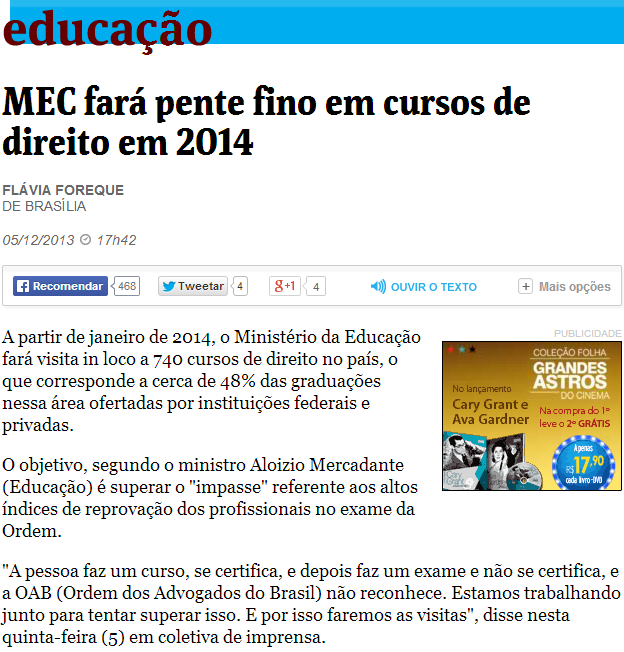 educação
MEC fará pente fino em cursos de
direito em 2014
FLÁVIA FOREQUE
DE BRASÍLIA
05/12/2013 17h42
Recomendar 468 Tweetar 4 g+1 4 OUVIR O TEXTO + Mais opções
A partir de janeiro de 2014, o Ministério da Educação
fará visita in loco a 740 cursos de direito no país, o
que corresponde a cerca de 48% das graduações
nessa área ofertadas por instituições federais e
privadas.
PUBLICIDADE
COLEÇÃO FOLHA
GRANDES
ASTROS
DO CINEMA
No lançamento
Cary Grant e
Ava Gardner
Na compra do 1º
leve o 2º GRÁTIS
Apenas
R$ 17,90
cada livro+DVD
O objetivo, segundo o ministro Aloizio Mercadante
(Educação) é superar o "impasse" referente aos altos
índices de reprovação dos profissionais no exame da
Ordem.
"A pessoa faz um curso, se certifica, e depois faz um exame e não se certifica, e
a OAB (Ordem dos Advogados do Brasil) não reconhece. Estamos trabalhando
junto para tentar superar isso. E por isso faremos as visitas", disse nesta
quinta-feira (5) em coletiva de imprensa.